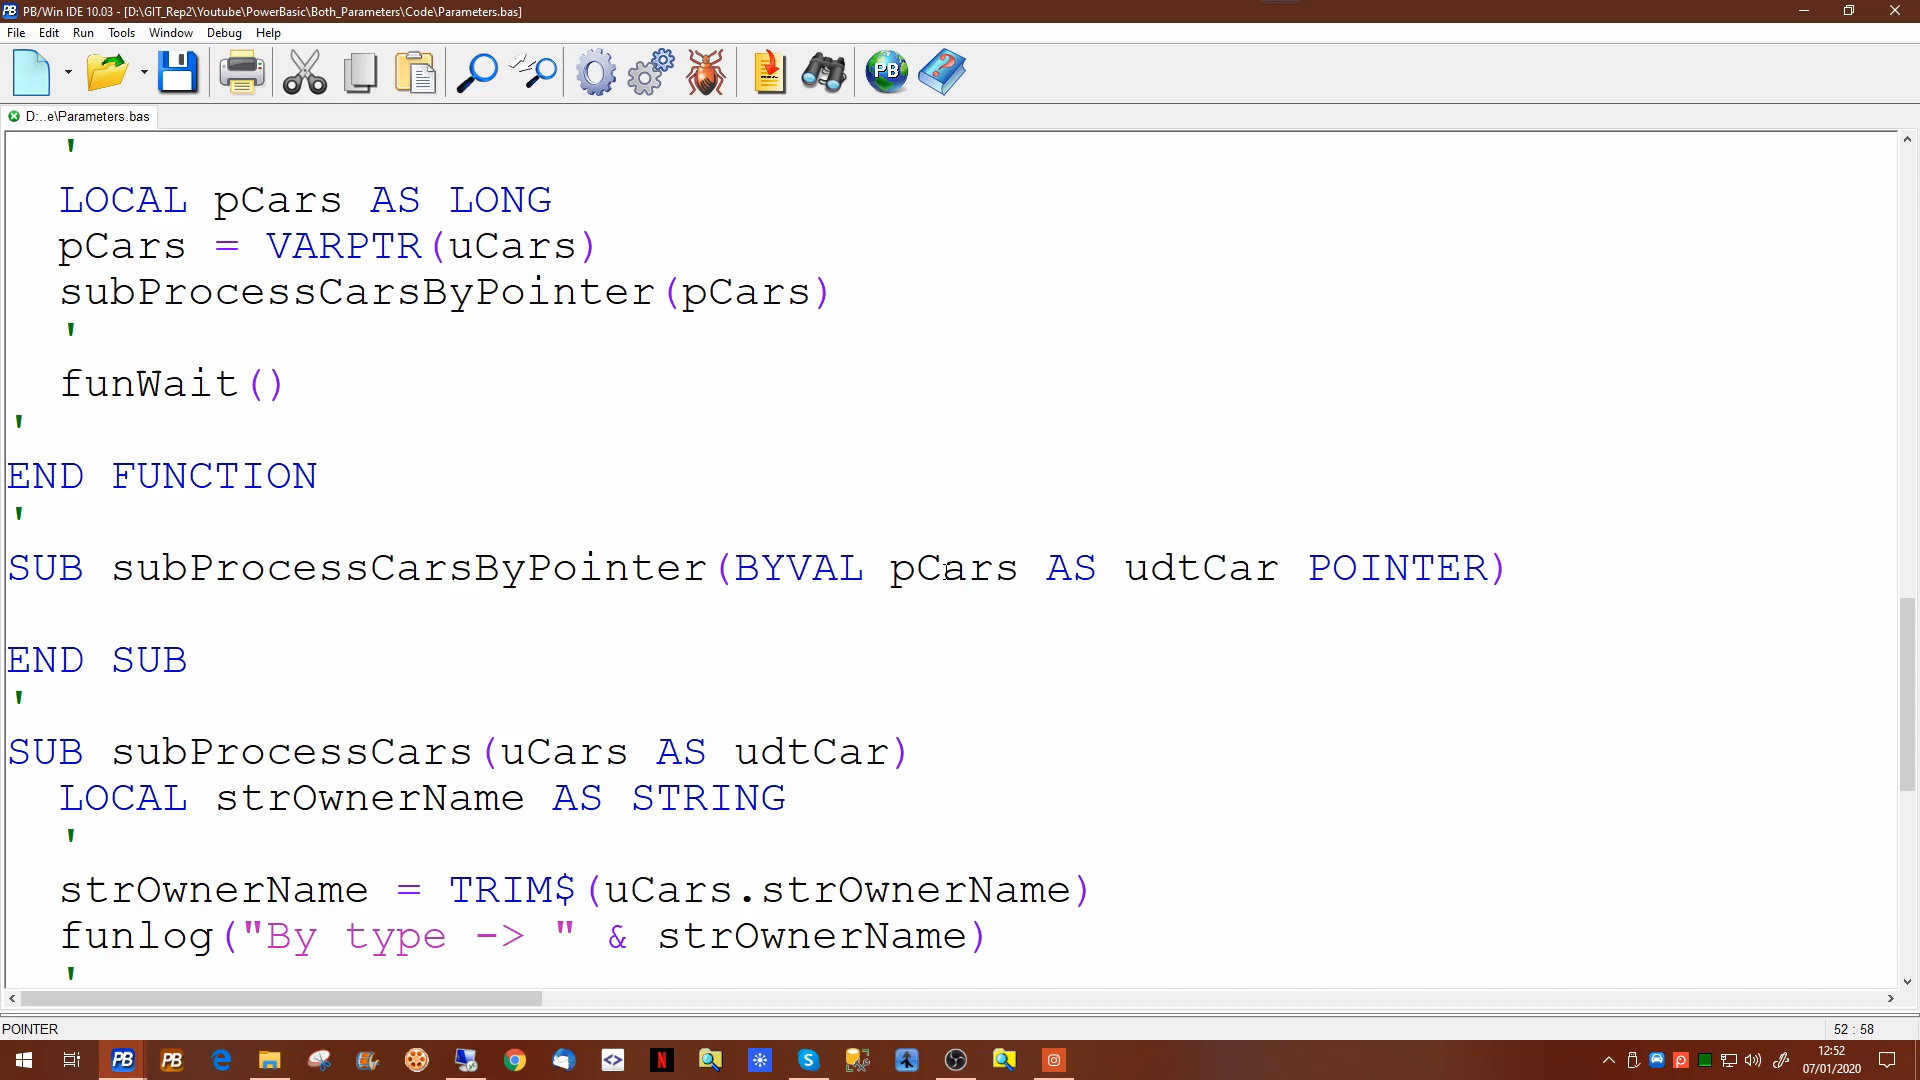 PB/Win IDE 10.03 - [D:\GIT_Rep2\Youtube\PowerBasic\Both_Parameters\Code\Parameters.bas]
File Edit Run Tools Window Debug Help
PB
D:..e\Parameters.bas
'
LOCAL pCars AS LONG
pCars = VARPTR(uCars)
subProcessCarsByPointer(pCars)
'
funWait()
'
END FUNCTION
'
SUB subProcessCarsByPointer(BYVAL pCars AS udtCar POINTER)
END SUB
'
SUB subProcessCars(uCars AS udtCar)
LOCAL strOwnerName AS STRING
'
strOwnerName = TRIM$(uCars.strOwnerName)
funlog("By type -> " & strOwnerName)
'
POINTER 52 : 58
PB PB 12:52
07/01/2020